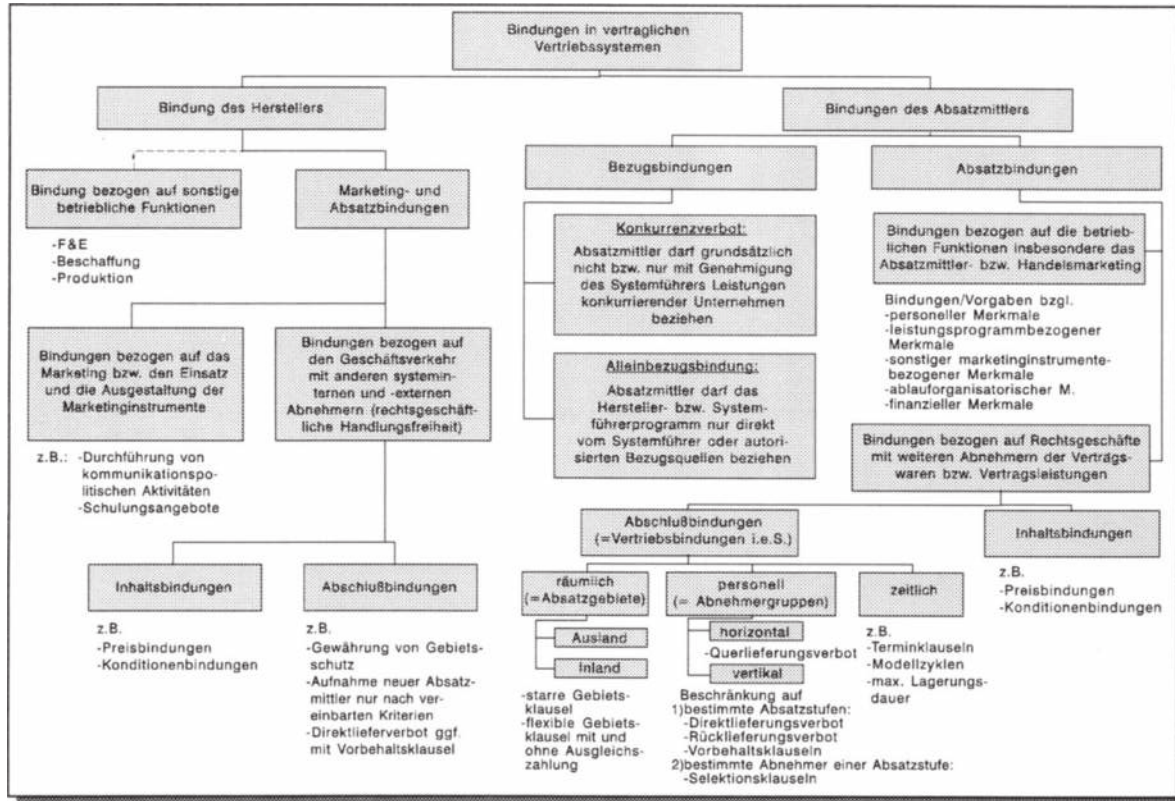 Bindungen in vertraglichen
Vertriebssystemen
Bindung des Herstellers
Bindungen des Absatzmittlers
Bindung bezogen auf sonstige
betriebliche Funktionen
-F&E
-Beschaffung
-Produktion
Marketing- und
Absatzbindungen
Bindungen bezogen auf das
Marketing bzw. den Einsatz
und die Ausgestaltung der
Marketinginstrumente
z.B.: -Durchführung von
kommunikationspo-
litischen Aktivitäten
-Schulungsangebote
Bindungen bezogen auf
den Geschäftsverkehr
mit anderen systemin-
ternen und -externen
Abnehmern (rechtsgeschäft-
liche Handlungsfreiheit)
Inhaltsbindungen
z.B.
-Preisbindungen
-Konditionenbindungen
Abschlußbindungen
z.B.
-Gewährung von Gebiets-
schutz
-Aufnahme neuer Absatz-
mittler nur nach ver-
einbarten Kriterien
-Direktlieferverbot ggf.
mit Vorbehaltsklausel
Bezugsbindungen
Konkurrenzverbot:
Absatzmittler darf grundsätzlich
nicht bzw. nur mit Genehmigung
des Systemführers Leistungen
konkurrierender Unternehmen
beziehen
Alleinbezugsbindung:
Absatzmittler darf das
Hersteller- bzw. System-
führerprogramm nur direkt
vom Systemführer oder autori-
sierten Bezugsquellen beziehen
Absatzbindungen
Bindungen bezogen auf die betrieb-
lichen Funktionen insbesondere das
Absatzmittler- bzw. Handelsmarketing
Bindungen/Vorgaben bzgl.
-personeller Merkmale
-leistungsprogrammbezogener
Merkmale
-sonstiger marketinginstrumente-
bezogener Merkmale
-ablauforganisatorischer M.
-finanzieller Merkmale
Bindungen bezogen auf Rechtsgeschäfte
mit weiteren Abnehmern der Vertrags-
waren bzw. Vertragsleistungen
Abschlußbindungen
(=Vertriebsbindungen i.e.S.)
räumlich
(=Absatzgebiete)
Ausland
Inland
-starre Gebiets-
klausel
-flexible Gebiets-
klausel mit und
ohne Ausgleichs-
zahlung
personell
(= Abnehmergruppen)
horizontal
-Querlieferungsverbot
vertikal
Beschränkung auf
1)bestimmte Absatzstufen:
-Direktlieferungsverbot
-Rücklieferungsverbot
-Vorbehaltsklauseln
2)bestimmte Abnehmer einer Absatzstufe:
-Selektionsklauseln
zeitlich
z.B.
-Terminklauseln
-Modellzyklen
-max. Lagerungs-
dauer
Inhaltsbindungen
z.B.
-Preisbindungen
-Konditionenbindungen